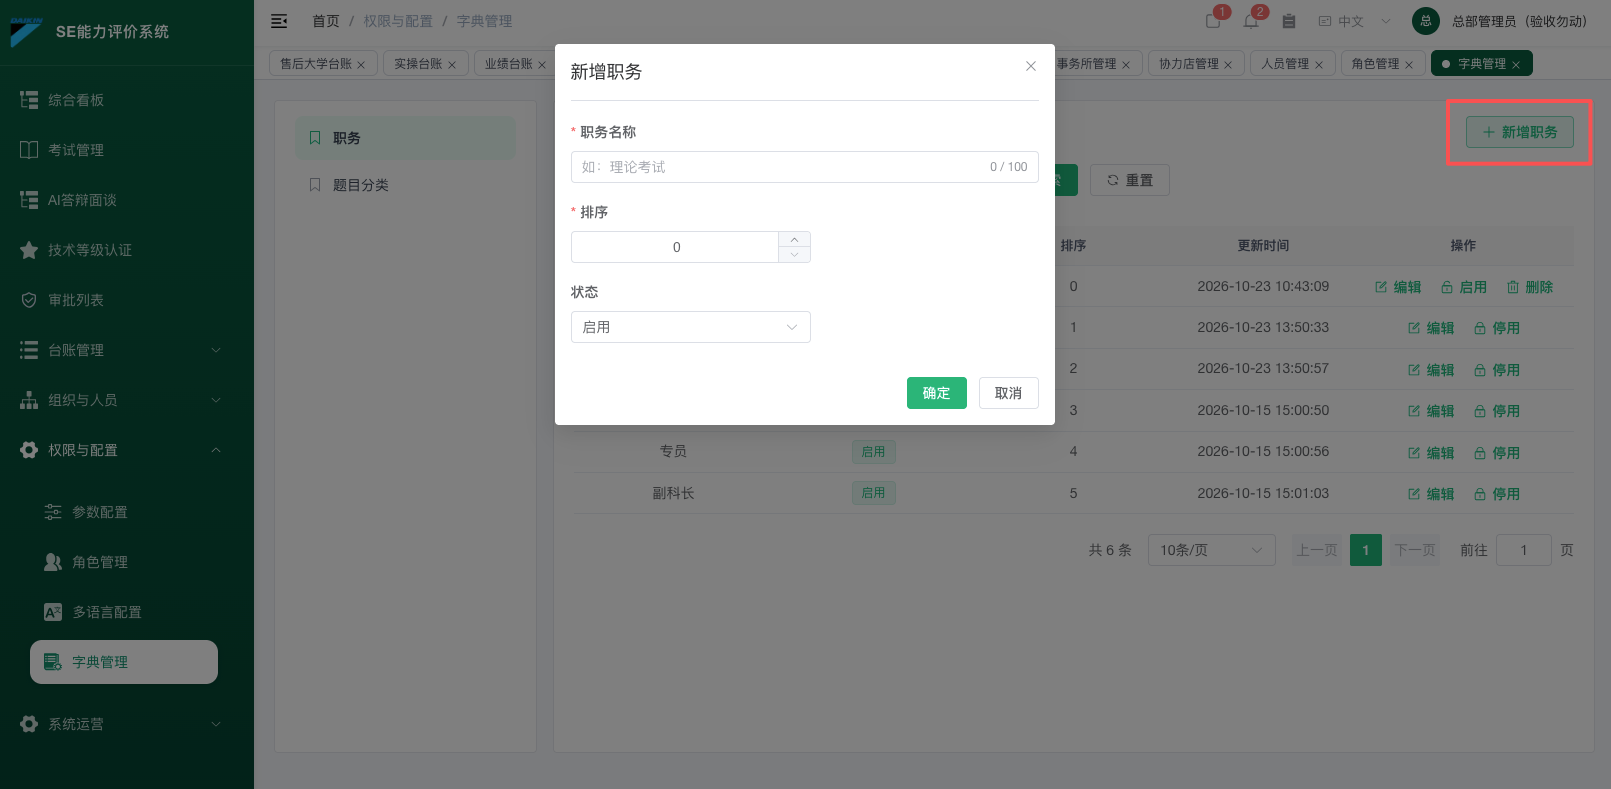 SE能力评价系统
首页 / 权限与配置 / 字典管理
1
2
中文
总
总部管理员（验收勿动）
售后大学台账
实操台账
业绩台账
事务所管理
协力店管理
人员管理
角色管理
字典管理
综合看板
考试管理
AI答辩面谈
技术等级认证
审批列表
台账管理
组织与人员
权限与配置
参数配置
角色管理
多语言配置
字典管理
系统运营
职务
题目分类
新增职务
重置
新增职务
* 职务名称
如：理论考试
0 / 100
* 排序
0
状态
启用
确定
取消
排序 更新时间 操作
0 2026-10-23 10:43:09 编辑 启用 删除
1 2026-10-23 13:50:33 编辑 停用
2 2026-10-23 13:50:57 编辑 停用
3 2026-10-15 15:00:50 编辑 停用
专员 启用 4 2026-10-15 15:00:56 编辑 停用
副科长 启用 5 2026-10-15 15:01:03 编辑 停用
共 6 条 10条/页 上一页 1 下一页 前往 1 页